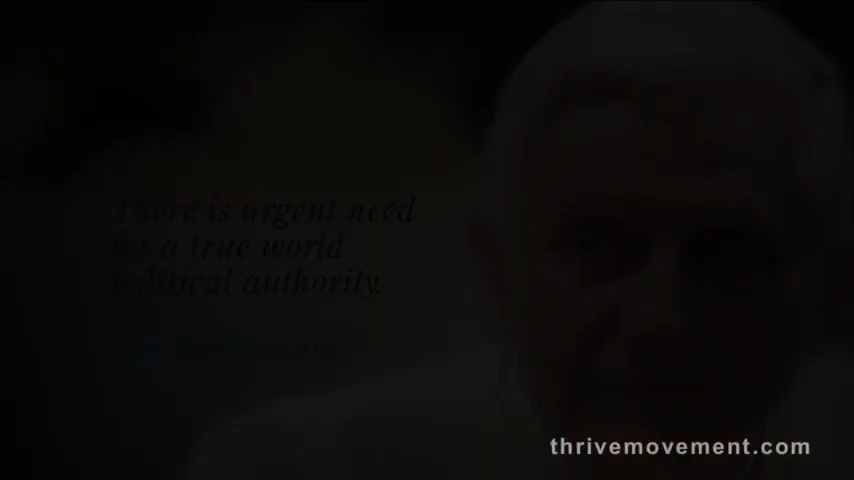 There is urgent need
for a true world
political authority.
thrivemovement.com